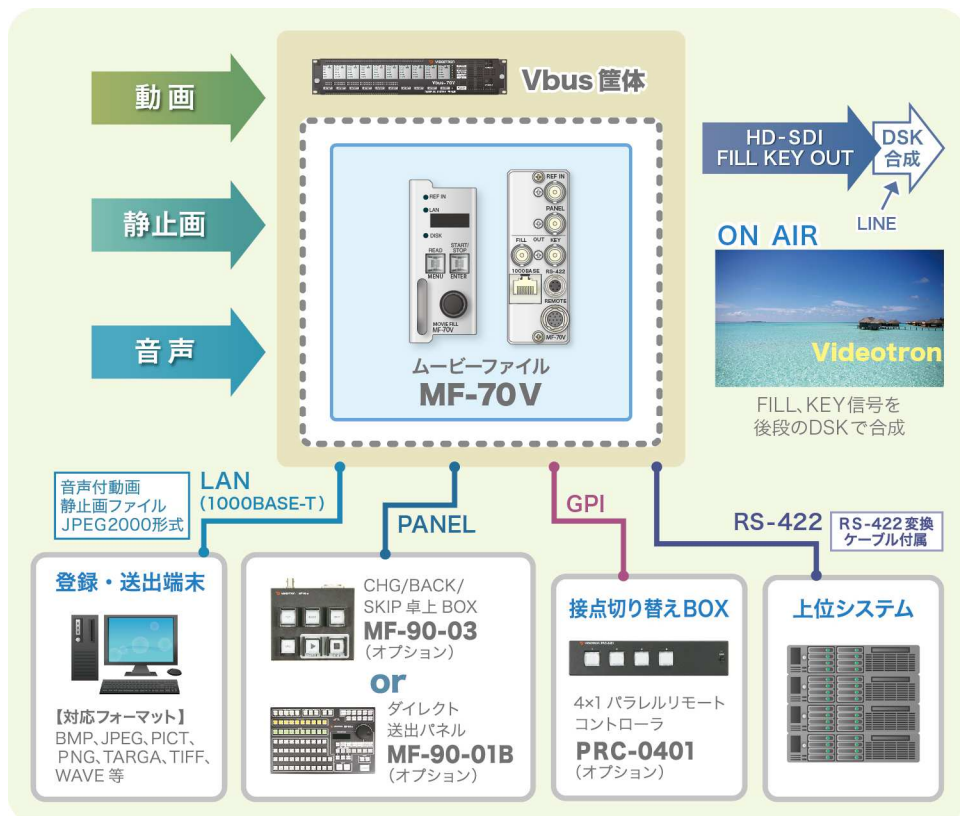 動画
静止画
音声
Vbus 筐体
REF IN
LAN
DISK
READ
START/
STOP
MENU
ENTER
MOVIE FILL
MF-70V
REF IN
PANEL
FILL OUT KEY
1000BASE RS-422
REMOTE
MF-70V
ムービーファイル
MF-70V
HD-SDI
FILL KEY OUT
DSK
合成
LINE
ON AIR
Videotron
FILL、KEY信号を
後段のDSKで合成
音声付動画
静止画ファイル
JPEG2000形式
LAN
(1000BASE-T)
PANEL
GPI
RS-422
RS-422変換
ケーブル付属
登録・送出端末
【対応フォーマット】
BMP、JPEG、PICT、
PNG、TARGA、TIFF、
WAVE 等
CHG/BACK/
SKIP 卓上 BOX
MF-90-03
(オプション)
or
ダイレクト
送出パネル
MF-90-01B
(オプション)
接点切り替えBOX
4×1 パラレルリモート
コントローラ
PRC-0401
(オプション)
上位システム